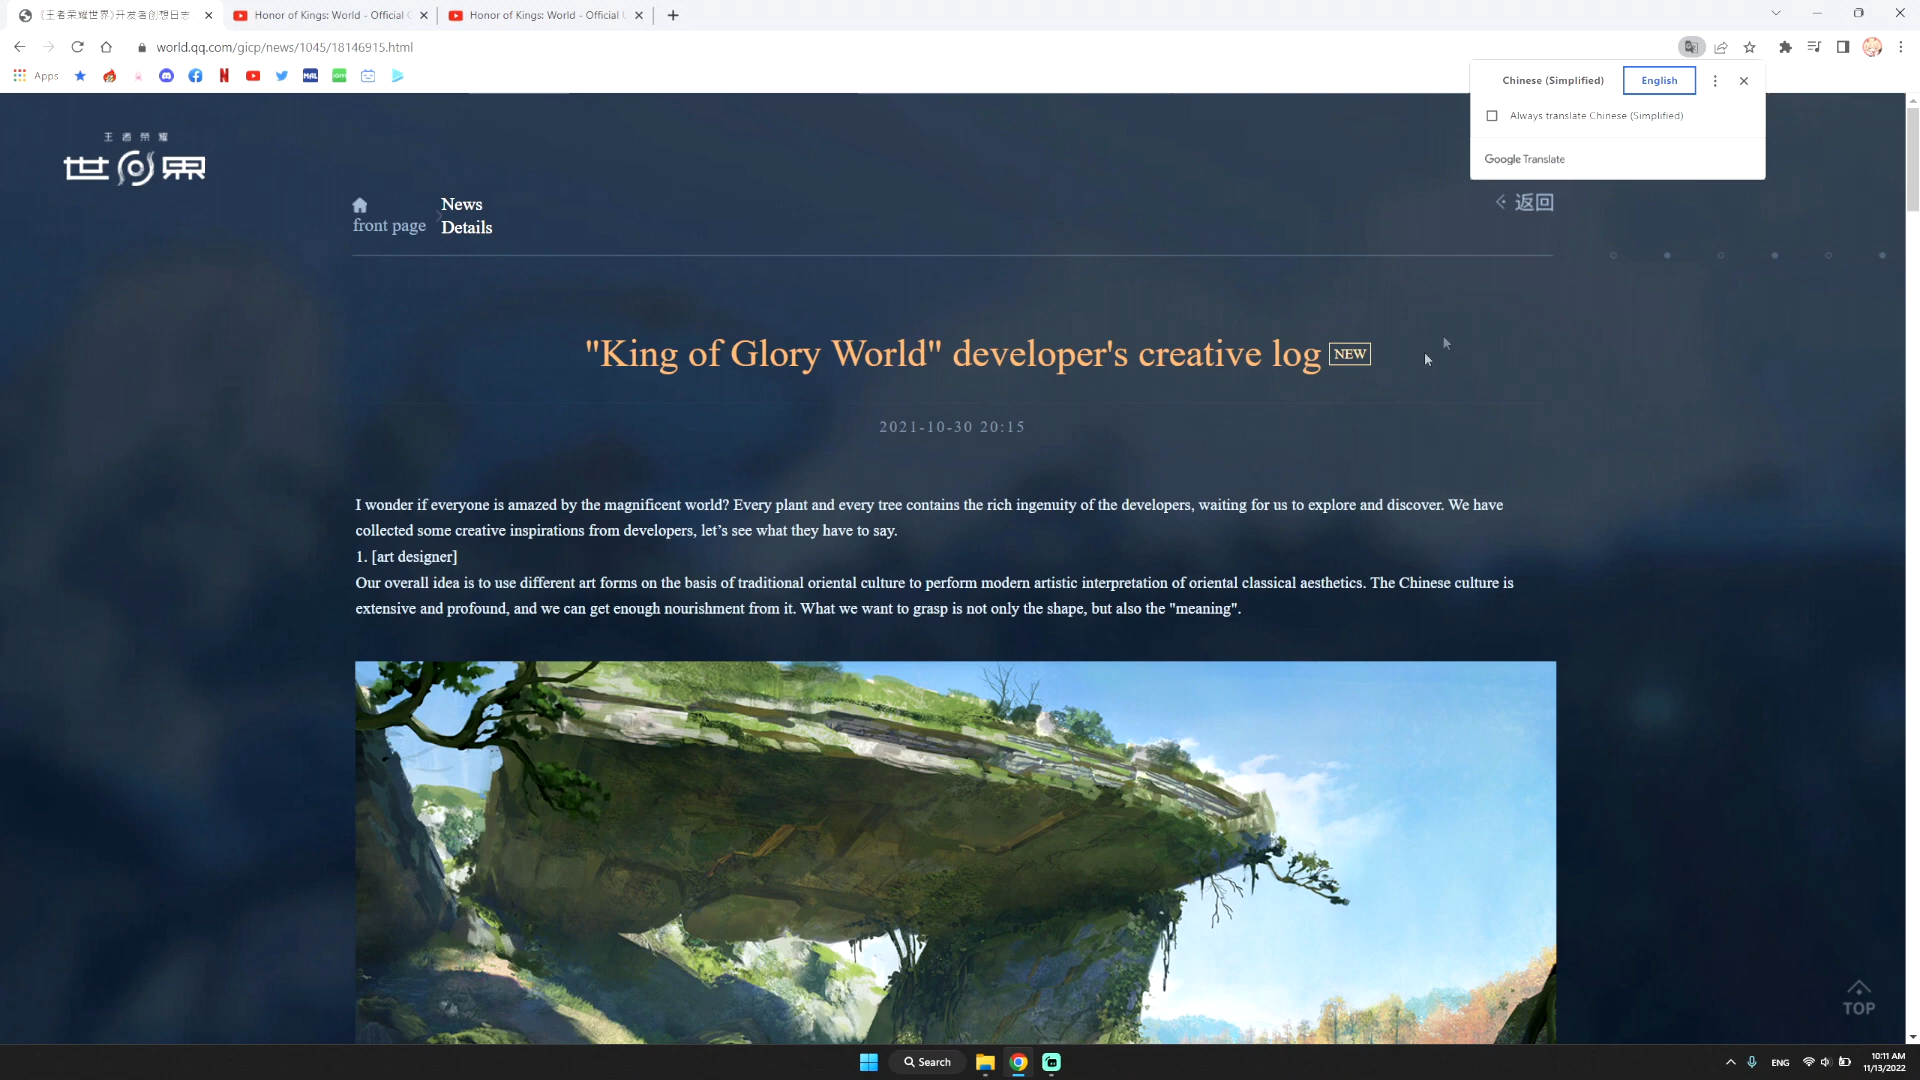 《王者荣耀世界》开发者创想日志
Honor of Kings: World - Official
Honor of Kings: World - Official
world.qq.com/gicp/news/1045/18146915.html
Apps
Chinese (Simplified)
English
Always translate Chinese (Simplified)
Google Translate
王者荣耀
世界
front page
News
Details
返回
"King of Glory World" developer's creative log NEW
2021-10-30 20:15
I wonder if everyone is amazed by the magnificent world? Every plant and every tree contains the rich ingenuity of the developers, waiting for us to explore and discover. We have
collected some creative inspirations from developers, let’s see what they have to say.
1. [art designer]
Our overall idea is to use different art forms on the basis of traditional oriental culture to perform modern artistic interpretation of oriental classical aesthetics. The Chinese culture is
extensive and profound, and we can get enough nourishment from it. What we want to grasp is not only the shape, but also the "meaning".
TOP
Search
ENG
10:11 AM
11/13/2022